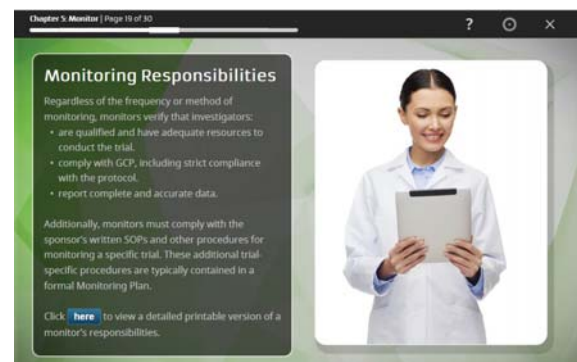 Chapter 5: Monitor | Page 19 of 30
?
Monitoring Responsibilities
Regardless of the frequency or method of
monitoring, monitors verify that investigators:
• are qualified and have adequate resources to
conduct the trial.
• comply with GCP, including strict compliance
with the protocol.
• report complete and accurate data.
Additionally, monitors must comply with the
sponsor's written SOPs and other procedures for
monitoring a specific trial. These additional trial-
specific procedures are typically contained in a
formal Monitoring Plan.
Click here to view a detailed printable version of a
monitor's responsibilities.